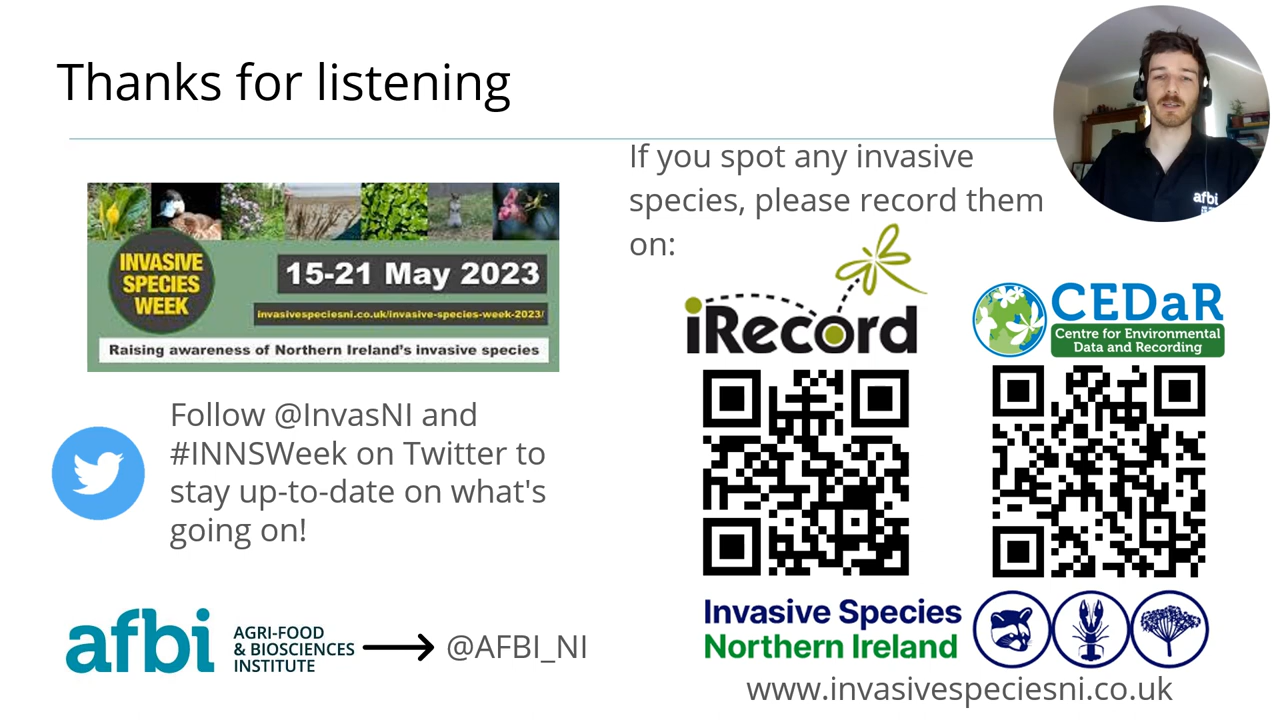 Thanks for listening
INVASIVE
SPECIES
WEEK
15-21 May 2023
invasivespeciesni.co.uk/invasive-species-week-2023/
Raising awareness of Northern Ireland's invasive species
Follow @InvasNI and
#INNSWeek on Twitter to
stay up-to-date on what's
going on!
afbi
AGRI-FOOD
& BIOSCIENCES
INSTITUTE
@AFBI_NI
If you spot any invasive
species, please record them
on:
iRecord
CEDaR
Centre for Environmental
Data and Recording
Invasive Species
Northern Ireland
www.invasivespeciesni.co.uk
afbi